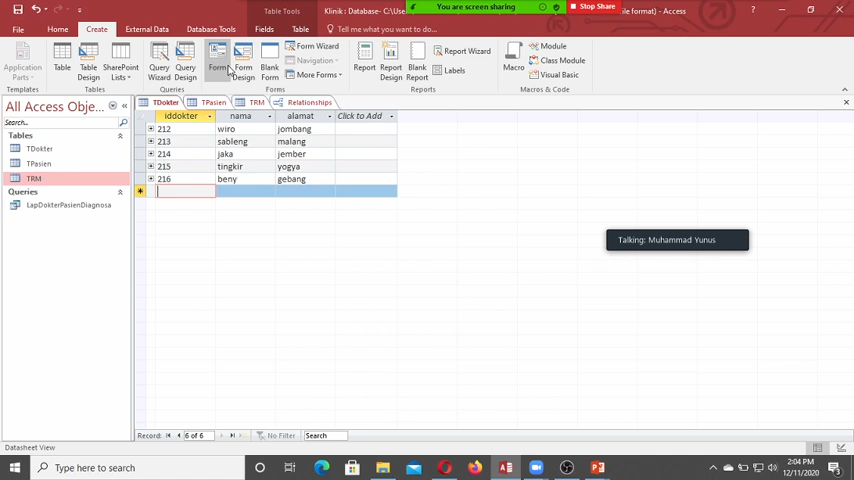 Table Tools
Klinik : Database- C:\Use
You are screen sharing
Stop Share
ile format) - Access
File
Home
Create
External Data
Database Tools
Fields
Table
Tell me what you want to do...
Application Parts
Table
Table Design
SharePoint Lists
Query Wizard
Query Design
Form
Form Design
Blank Form
Form Wizard
Navigation
More Forms
Report
Report Design
Blank Report
Report Wizard
Labels
Macro
Module
Class Module
Visual Basic
Templates
Tables
Queries
Forms
Reports
Macros & Code
All Access Obje...
Search..
Tables
TDokter
TPasien
TRM
Queries
LapDokterPasienDiagnosa
TDokter
TPasien
TRM
Relationships
iddokter nama alamat Click to Add
212 wiro jombang
213 sableng malang
214 jaka jember
215 tingkir yogya
216 beny gebang
Talking: Muhammad Yunus
Record: 6 of 6 No Filter Search
Datasheet View
Type here to search
2:04 PM
12/11/2020
3